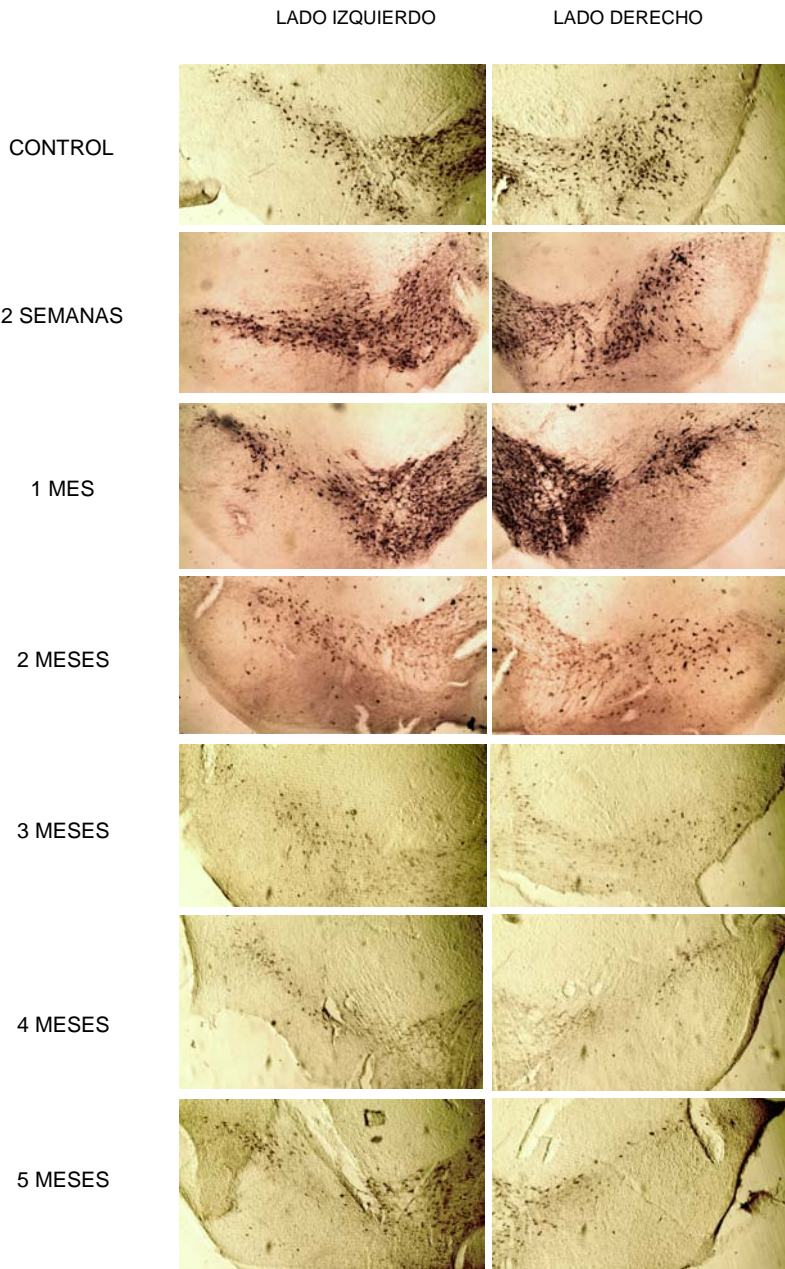 LADO IZQUIERDO LADO DERECHO
CONTROL
2 SEMANAS
1 MES
2 MESES
3 MESES
4 MESES
5 MESES